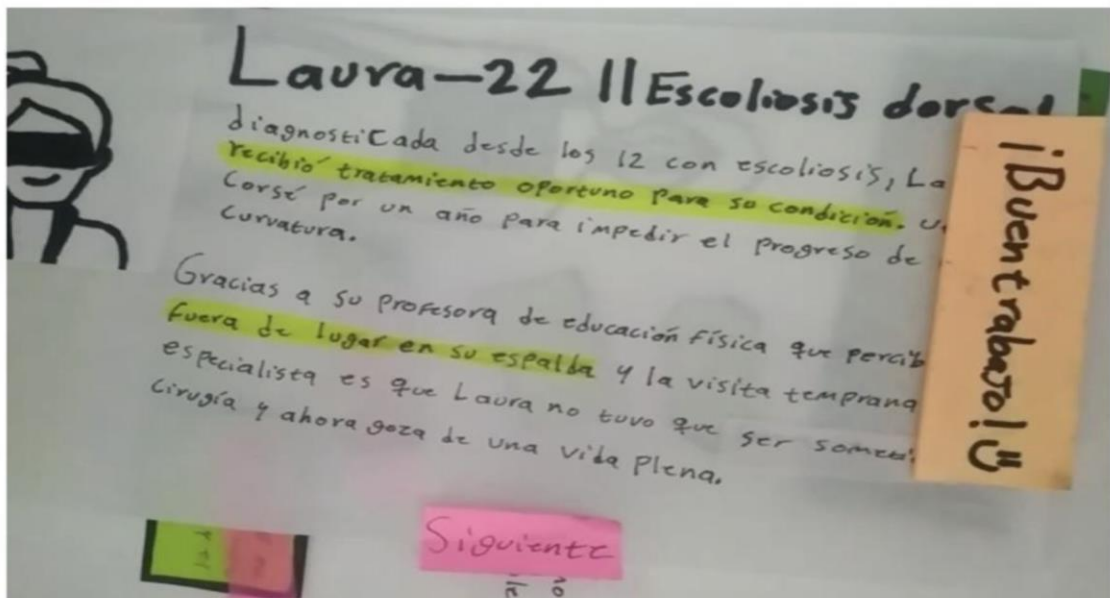 Laura-22 || Escoliosis dorsal
diagnosticada desde los 12 con escoliosis, La
recibió tratamiento oportuno para su condición. U
Corsé por un año para impedir el Progreso de
curvatura.
Gracias a su Profesora de educación física que percib
fuera de lugar en su espalda y la visita temprana
especialista es que Laura no tuvo que ser somet
cirugía y ahora goza de una vida Plena.
¡Buen trabajo!
Siguiente